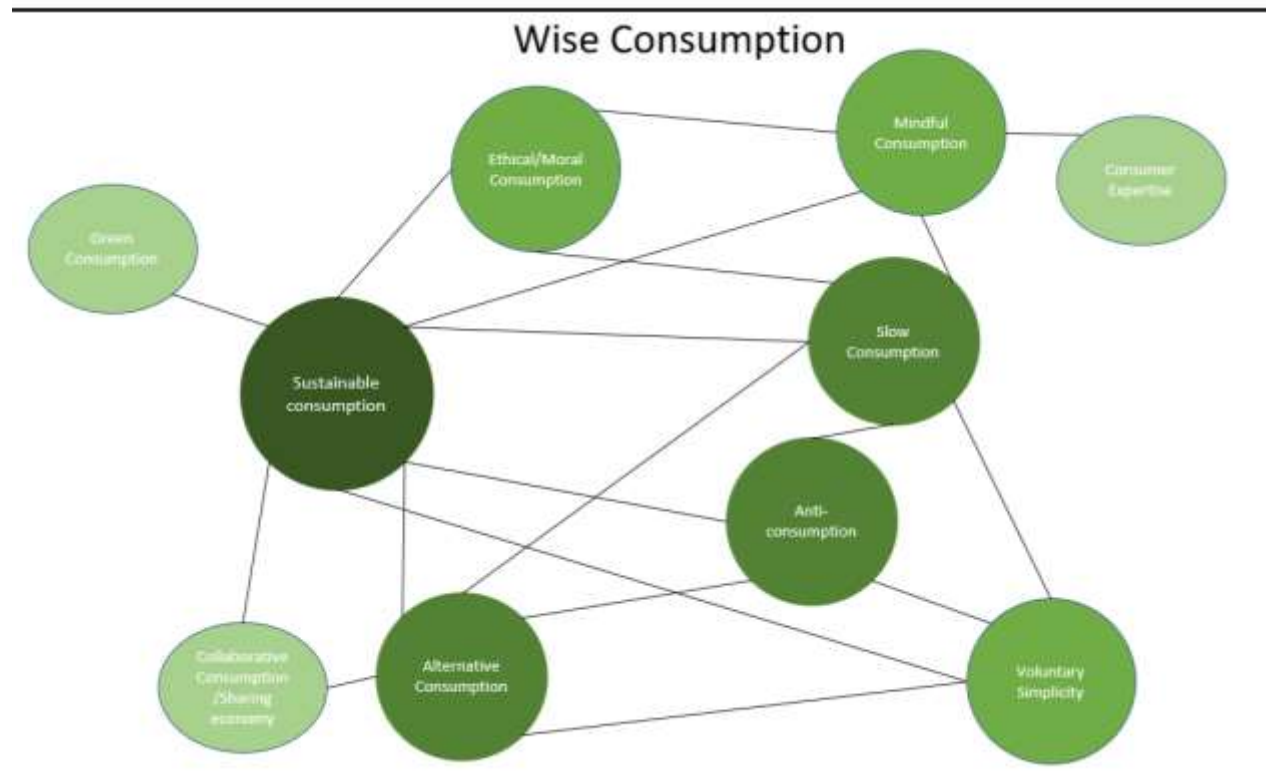 Wise Consumption
Mindful
Consumption
Ethical/Moral
Consumption
Consumer
Expertise
Green
Consumption
Slow
Consumption
Sustainable
consumption
Anti-
consumption
Collaborative
Consumption
/Sharing
economy
Alternative
Consumption
Voluntary
Simplicity